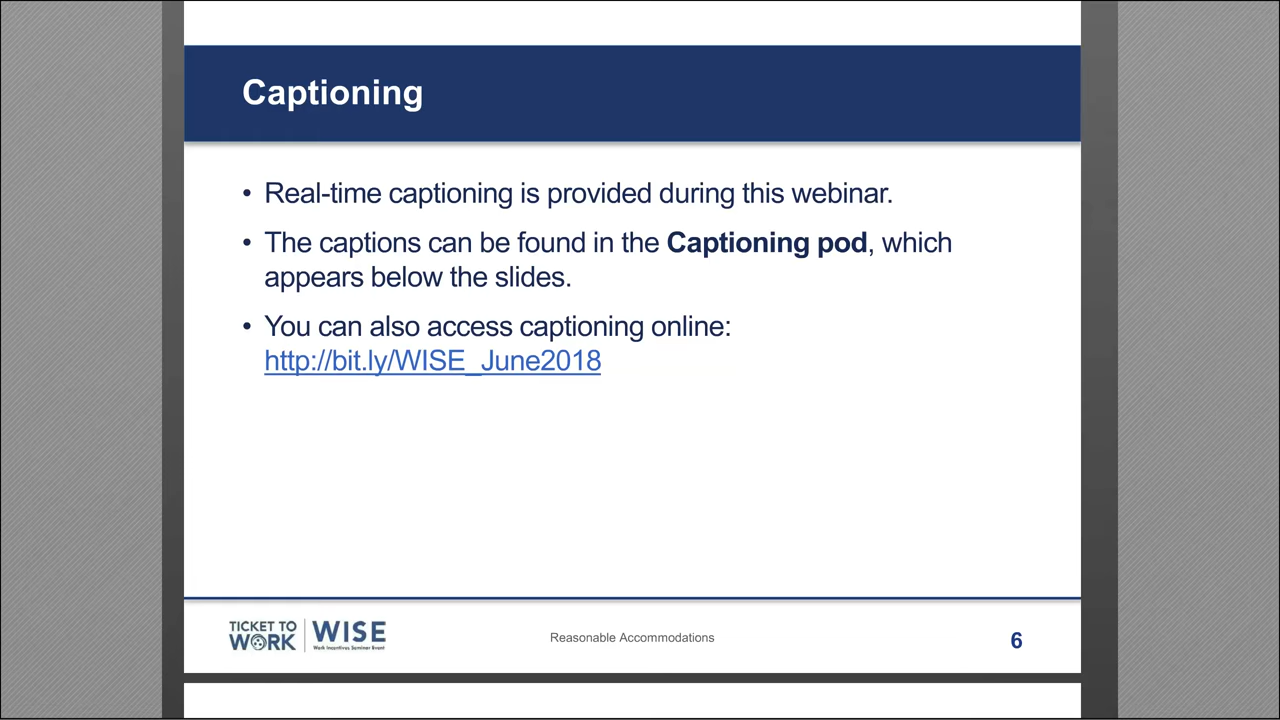 Captioning
• Real-time captioning is provided during this webinar.
• The captions can be found in the Captioning pod, which
appears below the slides.
• You can also access captioning online:
http://bit.ly/WISE_June2018
TICKET TO
WORK
WISE
Work Incentives Seminar Event
Reasonable Accommodations
6